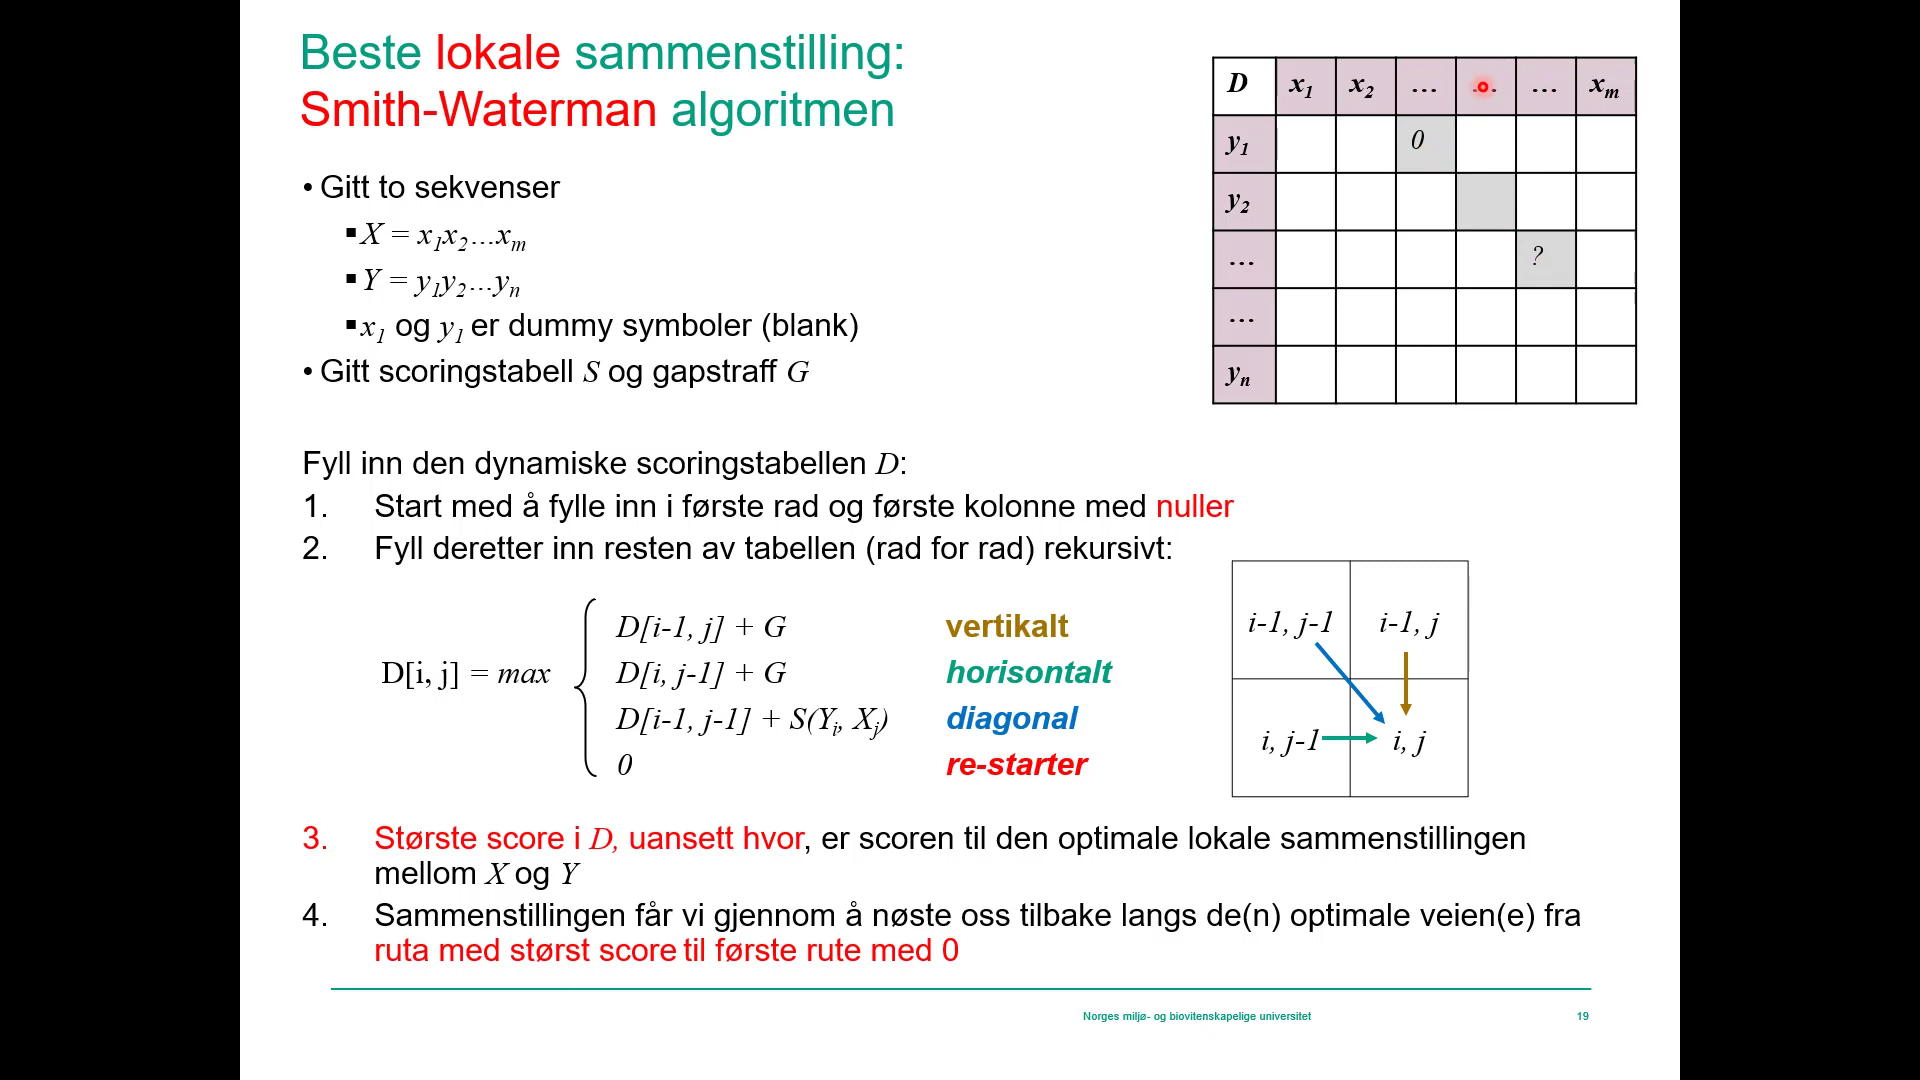 Beste lokale sammenstilling:
Smith-Waterman algoritmen
• Gitt to sekvenser
▪ X = x1x2…xm
▪ Y = y1y2…yn
▪ x1 og y1 er dummy symboler (blank)
• Gitt scoringstabell S og gapstraff G
D x1 x2 … … … xm
y1 0
y2
… ?
…
yn
Fyll inn den dynamiske scoringstabellen D:
1. Start med å fylle inn i første rad og første kolonne med nuller
2. Fyll deretter inn resten av tabellen (rad for rad) rekursivt:
D[i-1, j] + G vertikalt
D[i, j] = max D[i, j-1] + G horisontalt
D[i-1, j-1] + S(Yi, Xj) diagonal
0 re-starter
i-1, j-1 i-1, j
i, j-1 i, j
3. Største score i D, uansett hvor, er scoren til den optimale lokale sammenstillingen
mellom X og Y
4. Sammenstillingen får vi gjennom å nøste oss tilbake langs de(n) optimale veien(e) fra
ruta med størst score til første rute med 0
Norges miljø- og biovitenskapelige universitet 19